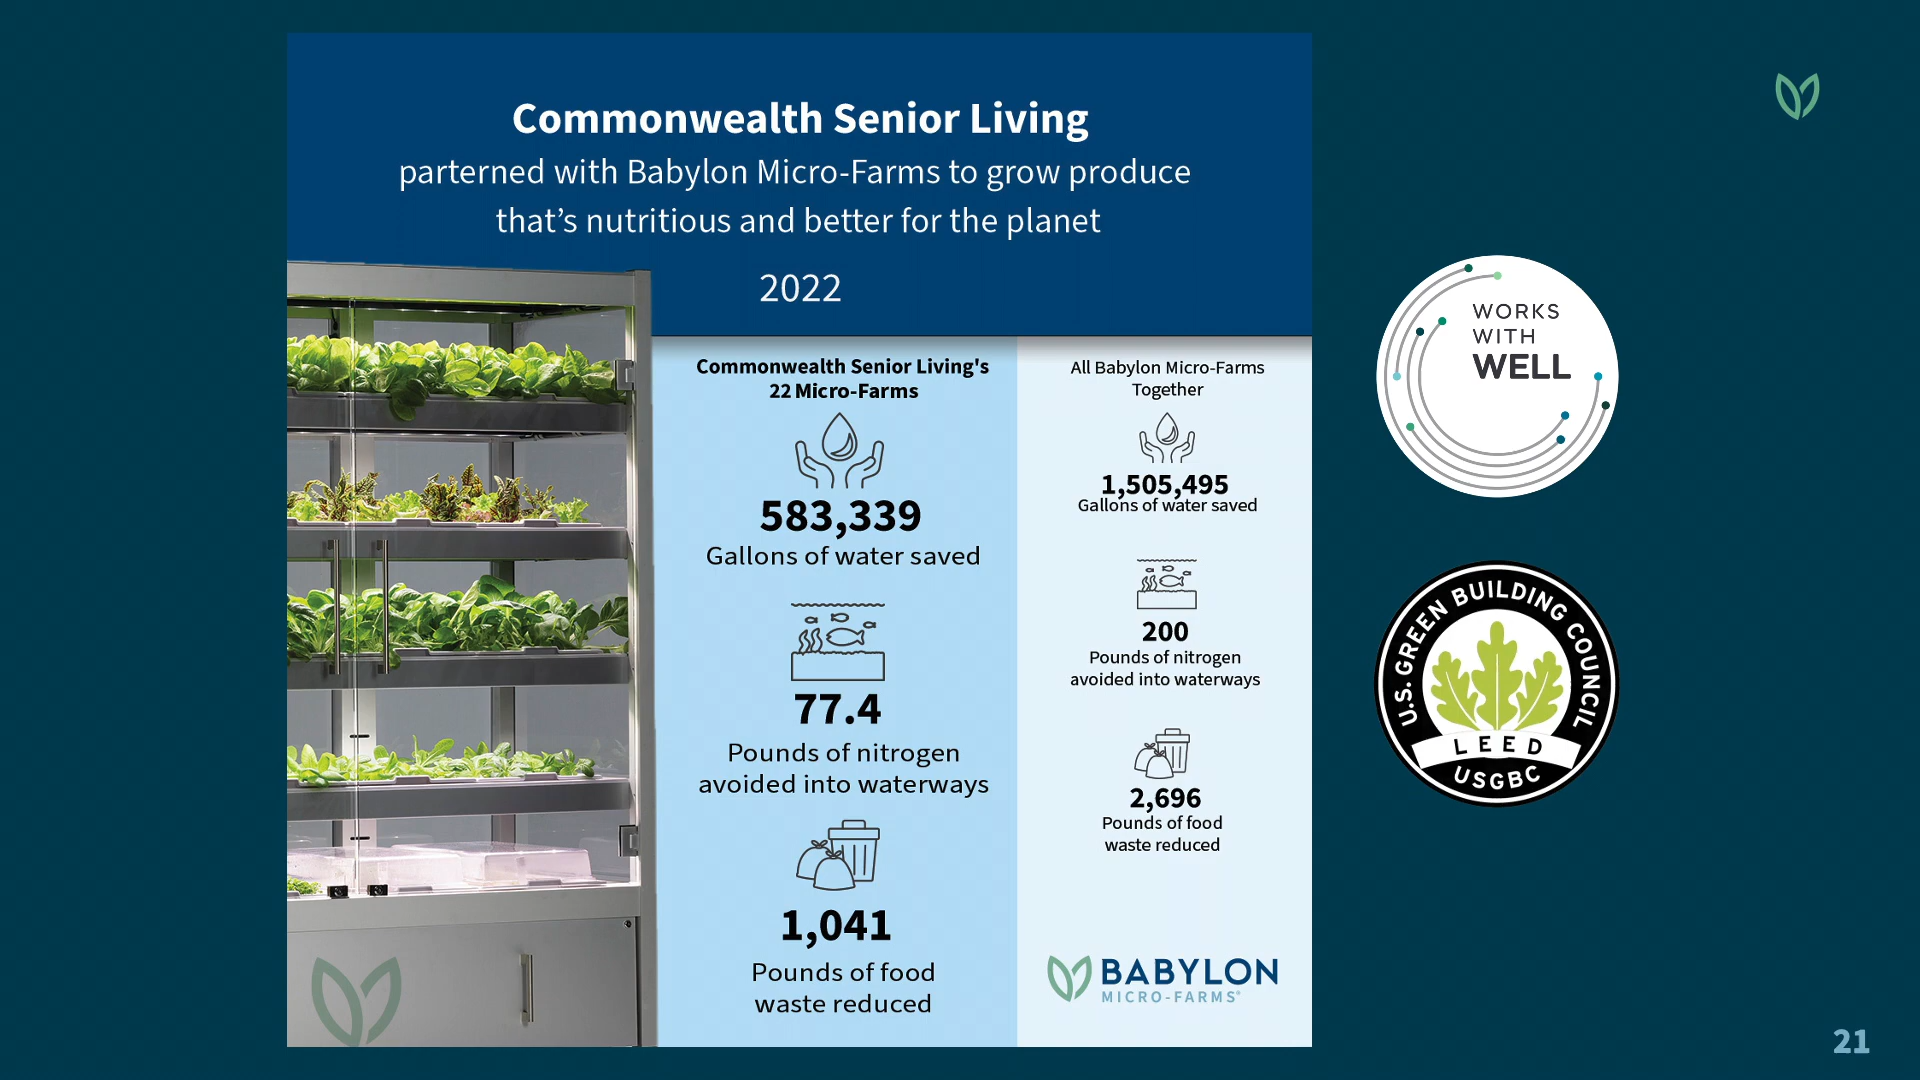 Commonwealth Senior Living
parterned with Babylon Micro-Farms to grow produce
that's nutritious and better for the planet
2022
Commonwealth Senior Living's
22 Micro-Farms
583,339
Gallons of water saved
77.4
Pounds of nitrogen
avoided into waterways
1,041
Pounds of food
waste reduced
All Babylon Micro-Farms
Together
1,505,495
Gallons of water saved
200
Pounds of nitrogen
avoided into waterways
2,696
Pounds of food
waste reduced
BABYLON
MICRO-FARMS®
WORKS
WITH
WELL
U.S. GREEN BUILDING COUNCIL
LEED
USGBC
21